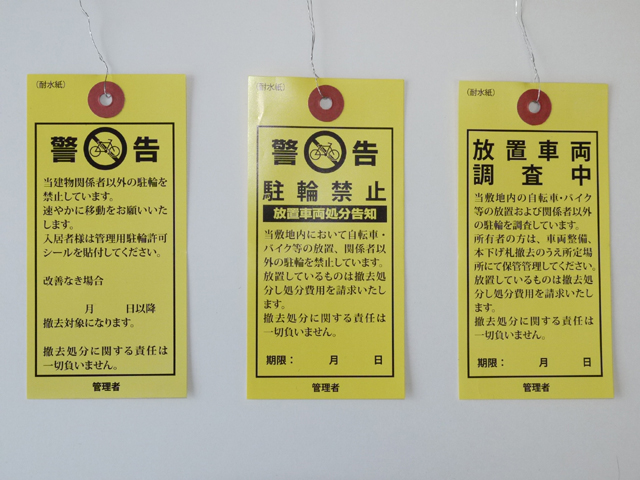 （耐水紙）
警告
当建物関係者以外の駐輪を
禁止しています。
速やかに移動をお願いいた
します。
入居者様は管理用駐輪許可
シールを貼付してください。
改善なき場合
月　　日以降
撤去対象になります。
撤去処分に関する責任は
一切負いません。
管理者
（耐水紙）
警告
駐輪禁止
放置車両処分告知
当敷地内において自転車・
バイク等の放置、関係者以
外の駐輪を禁止しています。
放置しているものは撤去処
分し処分費用を請求いたし
ます。
撤去処分に関する責任は
一切負いません。
期限：　　月　　日
管理者
（耐水紙）
放置車両
調査中
当敷地内の自転車・バイク
等の放置および関係者以外
の駐輪を調査しています。
所有者の方は、車両整備、
本下げ札撤去のうえ所定場
所にて保管管理してください。
放置しているものは撤去処
分し処分費用を請求いたし
ます。
撤去処分に関する責任は
一切負いません。
期限：　　月　　日
管理者